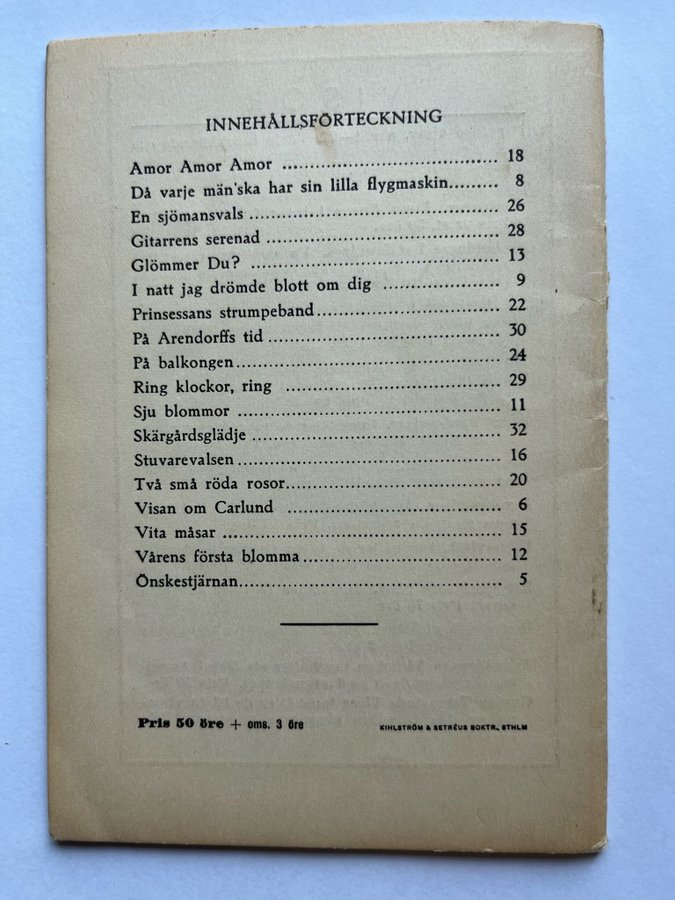 INNEHÅLLSFÖRTECKNING
Amor Amor Amor ........................................ 18
Då varje män'ska har sin lilla flygmaskin......... 8
En sjömansvals ............................................. 26
Gitarrens serenad .......................................... 28
Glömmer Du? ............................................. 13
I natt jag drömde blott om dig ..................... 9
Prinsessans strumpeband................................. 22
På Arendorffs tid .......................................... 30
På balkongen................................................ 24
Ring klockor, ring ....................................... 29
Sju blommor ................................................ 11
Skärgårdsglädje ............................................. 32
Stuvarevalsen ................................................ 16
Två små röda rosor....................................... 20
Visan om Carlund ....................................... 6
Vita måsar ................................................... 15
Vårens första blomma .................................... 12
Önskestjärnan................................................ 5
Pris 50 öre + oms. 3 öre
KIHLSTRÖM & SETRÉUS BOKTR., STHLM